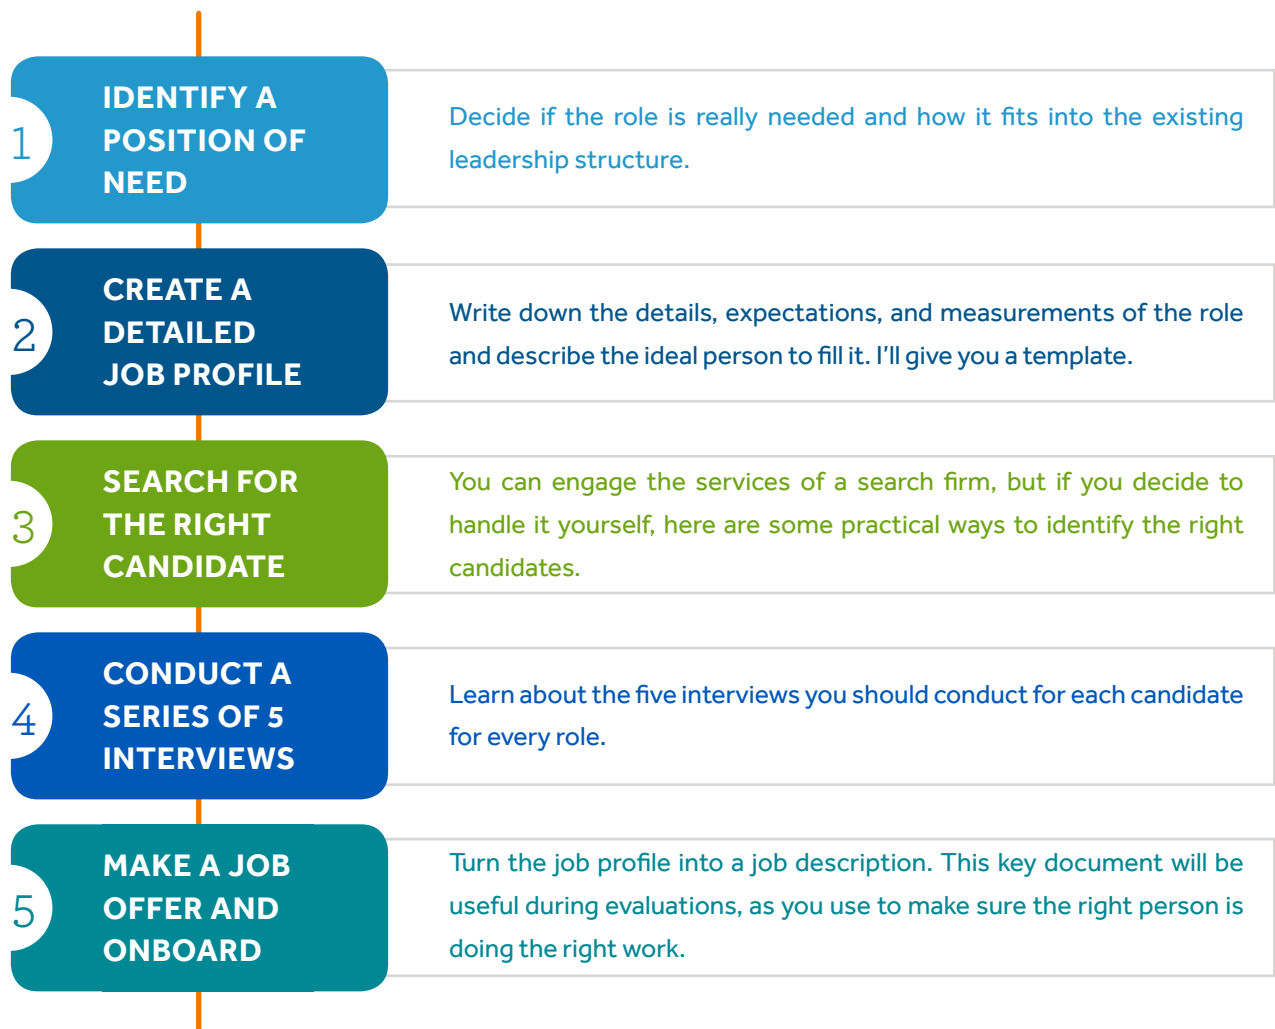 1
IDENTIFY A
POSITION OF
NEED
Decide if the role is really needed and how it fits into the existing
leadership structure.
2
CREATE A
DETAILED
JOB PROFILE
Write down the details, expectations, and measurements of the role
and describe the ideal person to fill it. I'll give you a template.
3
SEARCH FOR
THE RIGHT
CANDIDATE
You can engage the services of a search firm, but if you decide to
handle it yourself, here are some practical ways to identify the right
candidates.
4
CONDUCT A
SERIES OF 5
INTERVIEWS
Learn about the five interviews you should conduct for each candidate
for every role.
5
MAKE A JOB
OFFER AND
ONBOARD
Turn the job profile into a job description. This key document will be
useful during evaluations, as you use to make sure the right person is
doing the right work.